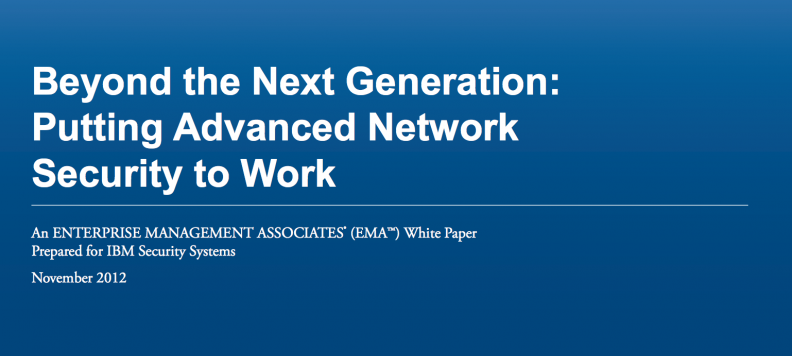 Beyond the Next Generation:
Putting Advanced Network
Security to Work
An ENTERPRISE MANAGEMENT ASSOCIATES® (EMA™) White Paper
Prepared for IBM Security Systems
November 2012